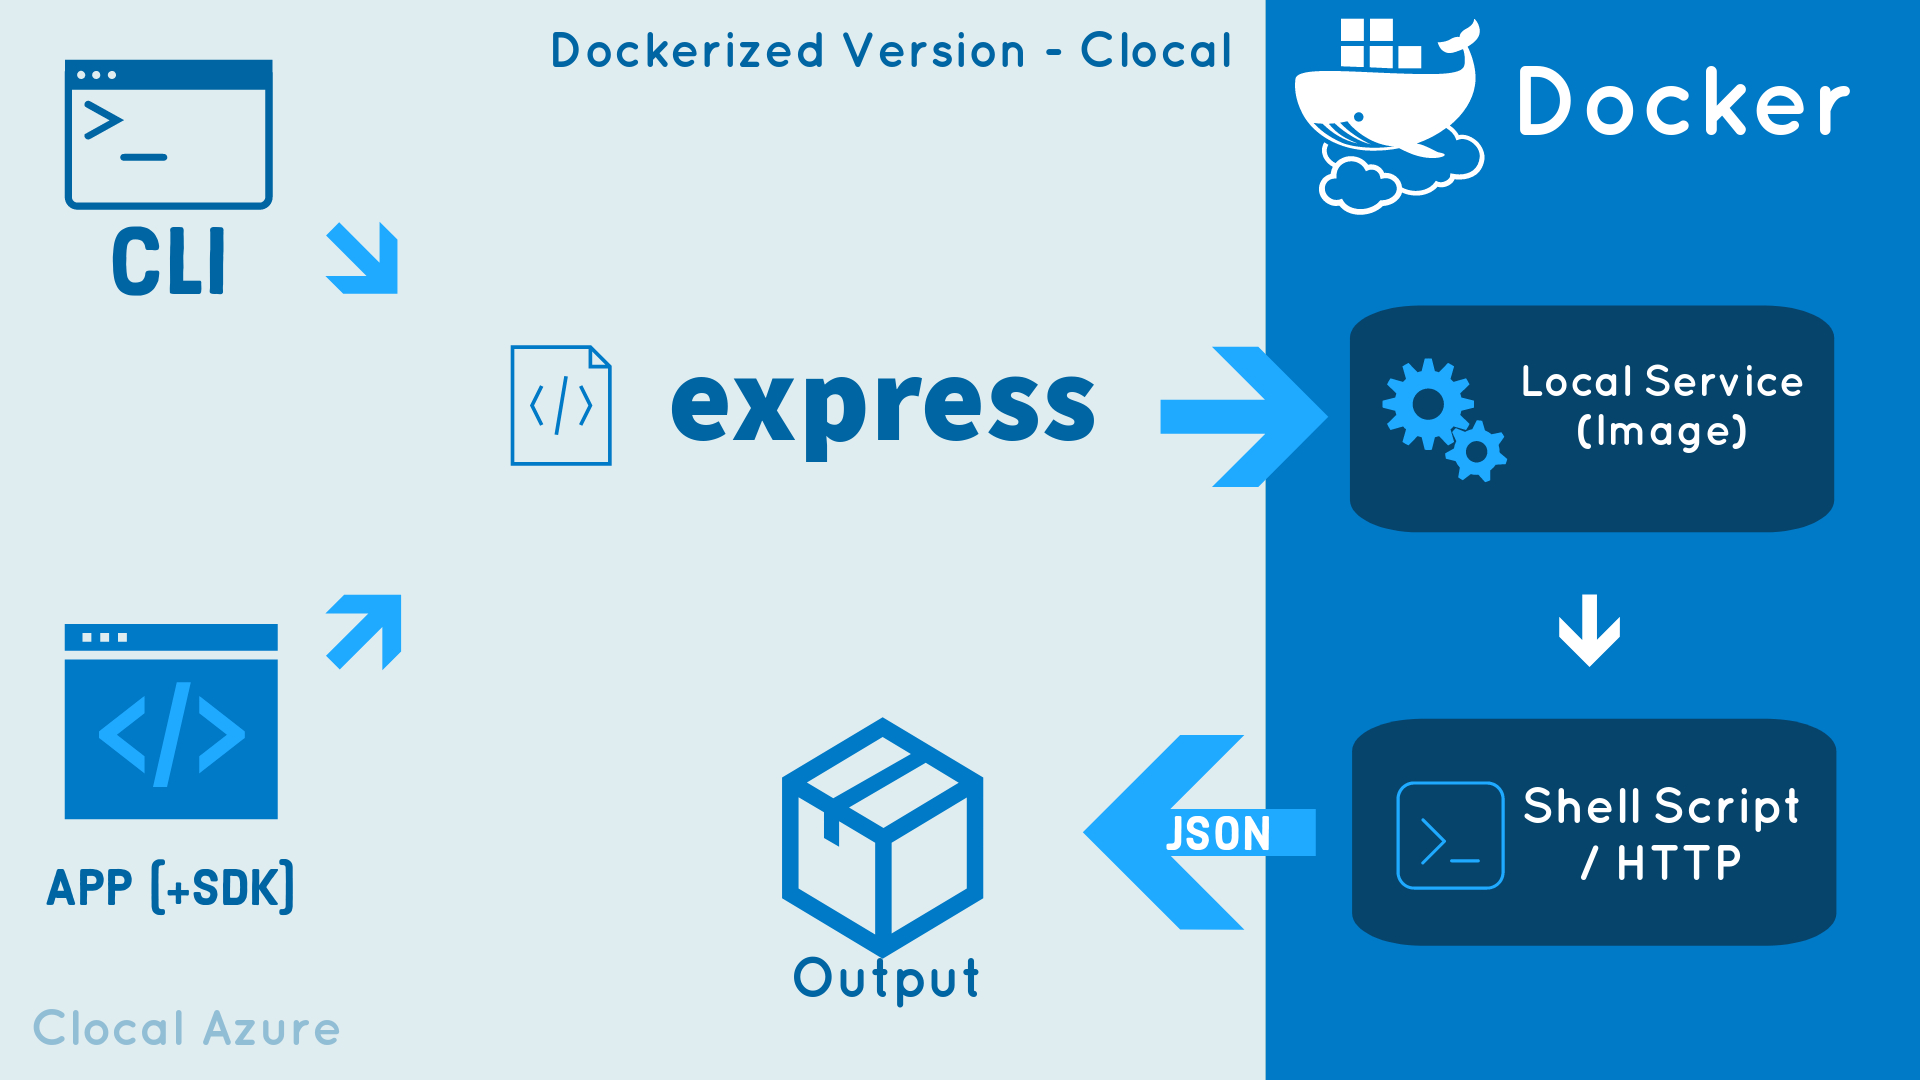 Dockerized Version - Clocal
Docker
>_
CLI
</>
express
Local Service
(Image)
</>
APP (+SDK)
JSON
>_
Shell Script
/ HTTP
Output
Clocal Azure